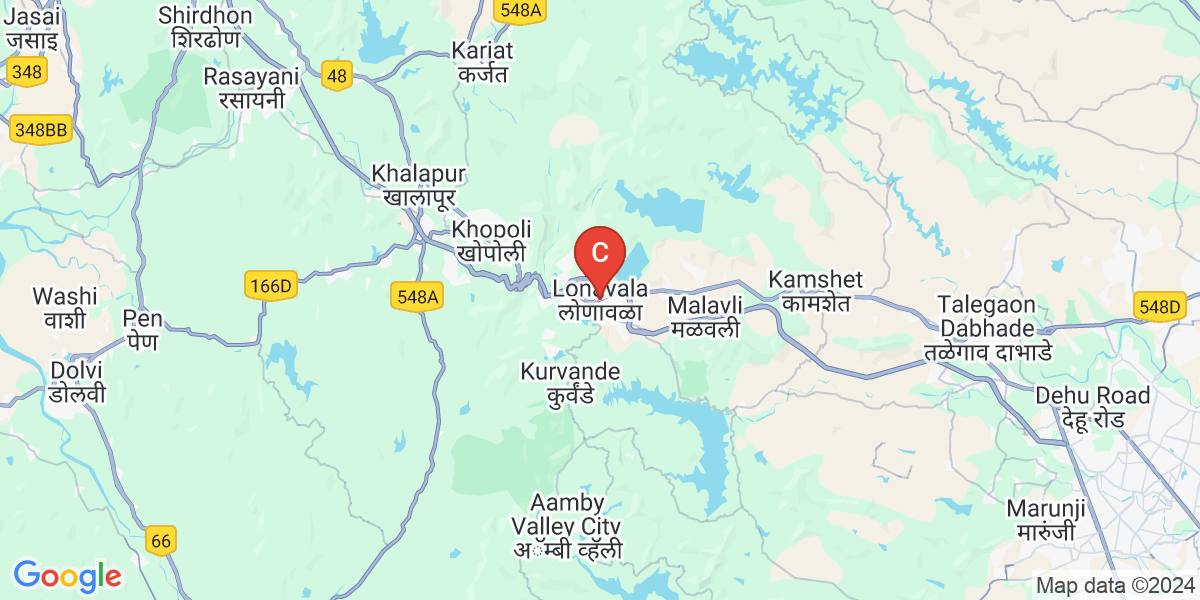 Jasai
जसाइ
348
348BB
Shirdhon
शिरढोण
Rasayani
रसायनी
48
548A
Karjat
कर्जत
Khalapur
खालापूर
Khopoli
खोपोली
C
Lonavala
लोणावळा
Malavli
मळवली
Kamshet
कामशेत
Talegaon
Dabhade
तळेगाव दाभाडे
548D
166D
548A
Washi
वाशी
Pen
पेण
Dolvi
डोलवी
Kurvande
कुर्वंडे
Dehu Road
देहू रोड
Aamby
Valley City
अॅम्बी व्हॅली
Marunji
मारुंजी
66
Google
Map data ©2024